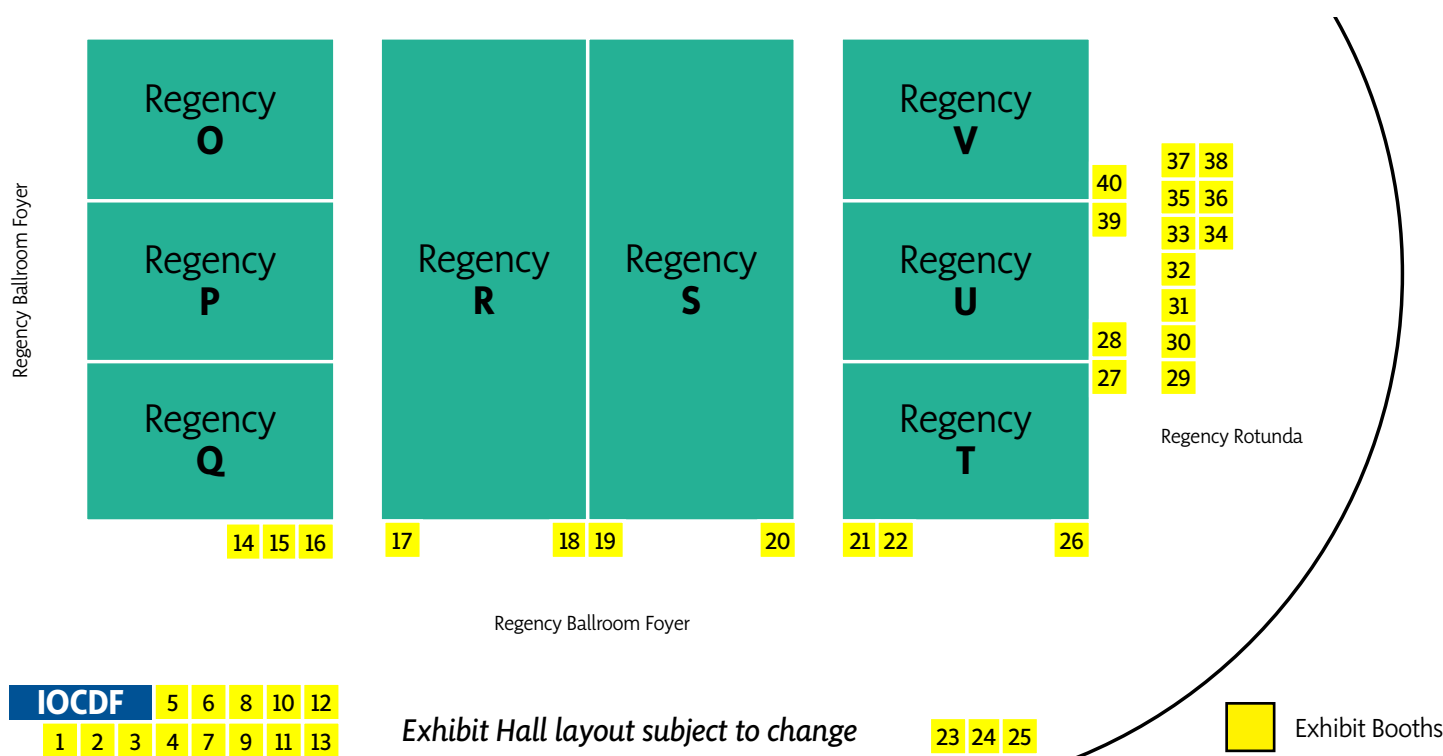 Regency
O
Regency
P
Regency
Q
Regency
R
Regency
S
Regency
V
Regency
U
Regency
T
Regency Ballroom Foyer
37 38
40
35 36
39
33 34
32
31
28
30
27
29
Regency Rotunda
14 15 16
17
18 19
20
21 22
26
Regency Ballroom Foyer
IOCDF 5 6 8 10 12
1 2 3 4 7 9 11 13
Exhibit Hall layout subject to change
23 24 25
Exhibit Booths